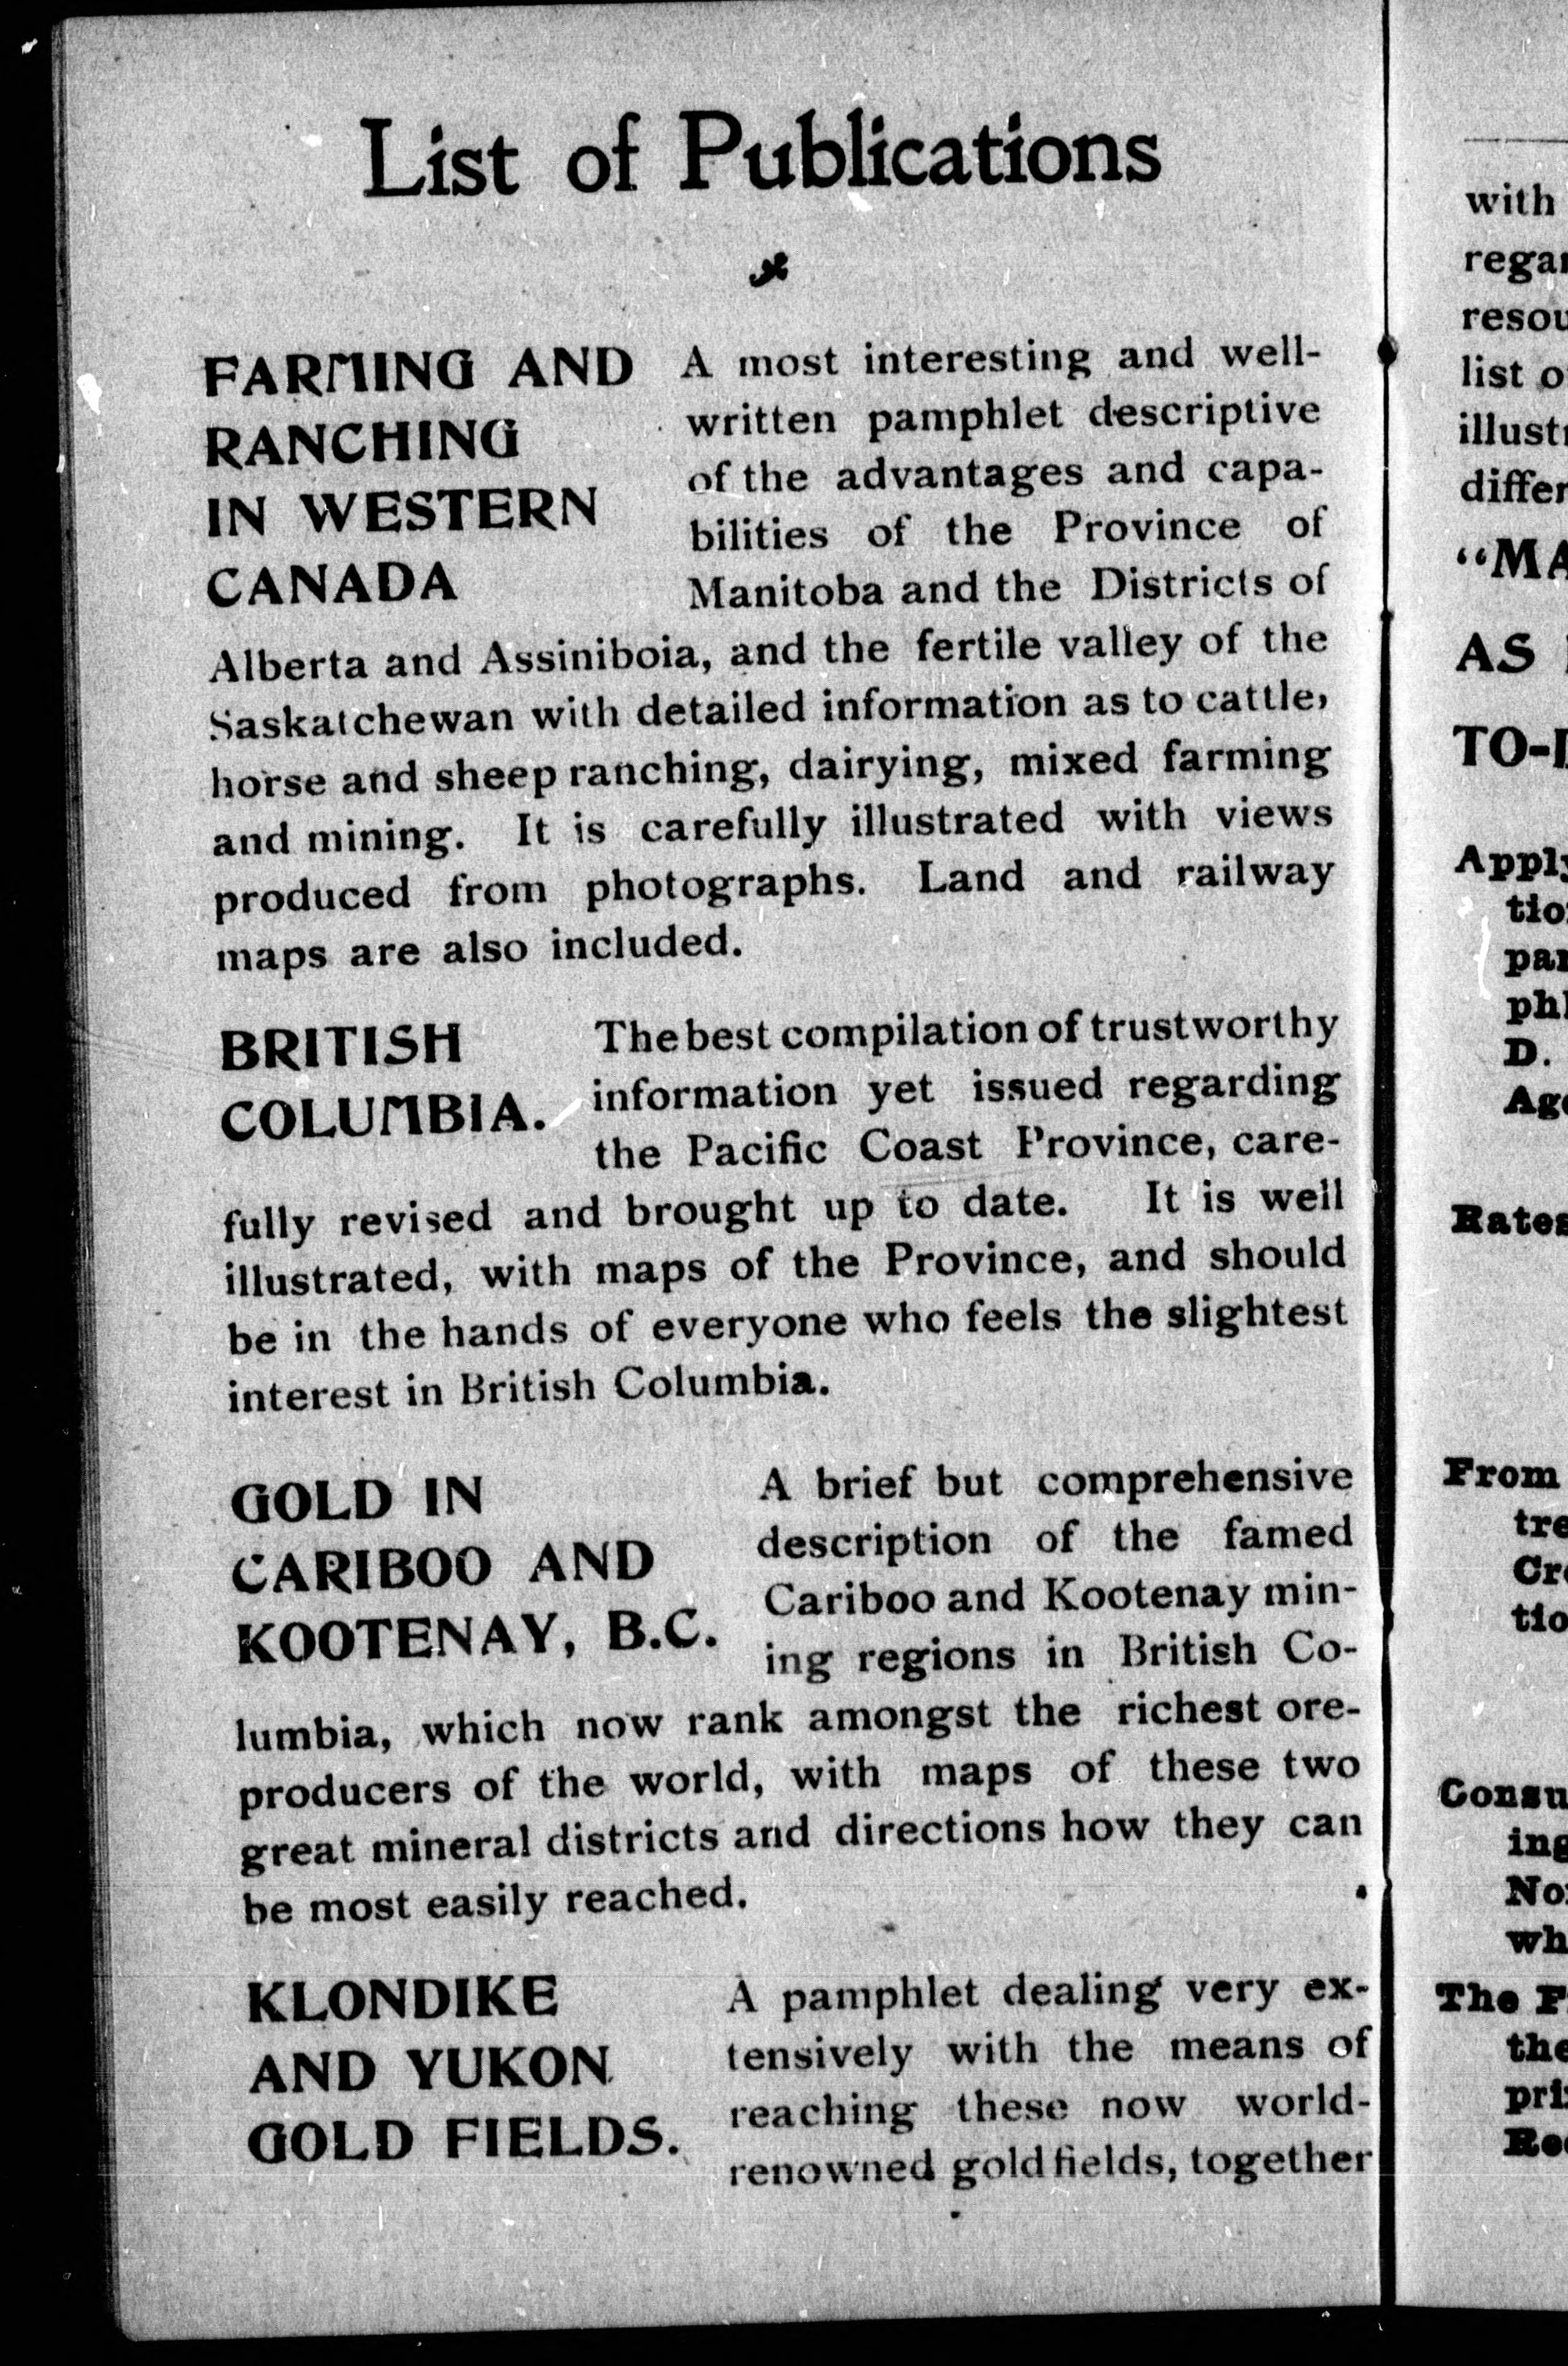 List of Publications
FARMING AND
RANCHING
IN WESTERN
CANADA
A most interesting and well-
written pamphlet descriptive
of the advantages and capa-
bilities of the Province of
Manitoba and the Districts of
Alberta and Assiniboia, and the fertile valley of the
Saskatchewan with detailed information as to cattle,
horse and sheep ranching, dairying, mixed farming
and mining. It is carefully illustrated with views
produced from photographs. Land and railway
maps are also included.
BRITISH
COLUMBIA.
The best compilation of trustworthy
information yet issued regarding
the Pacific Coast Province, care-
fully revised and brought up to date. It is well
illustrated, with maps of the Province, and should
be in the hands of everyone who feels the slightest
interest in British Columbia.
GOLD IN
CARIBOO AND
KOOTENAY, B.C.
A brief but comprehensive
description of the famed
Cariboo and Kootenay min-
ing regions in British Co-
lumbia, which now rank amongst the richest ore-
producers of the world, with maps of these two
great mineral districts and directions how they can
be most easily reached.
KLONDIKE
AND YUKON
GOLD FIELDS.
A pamphlet dealing very ex-
tensively with the means of
reaching these now world-
renowned gold fields, together
with
list
AS
D.
From